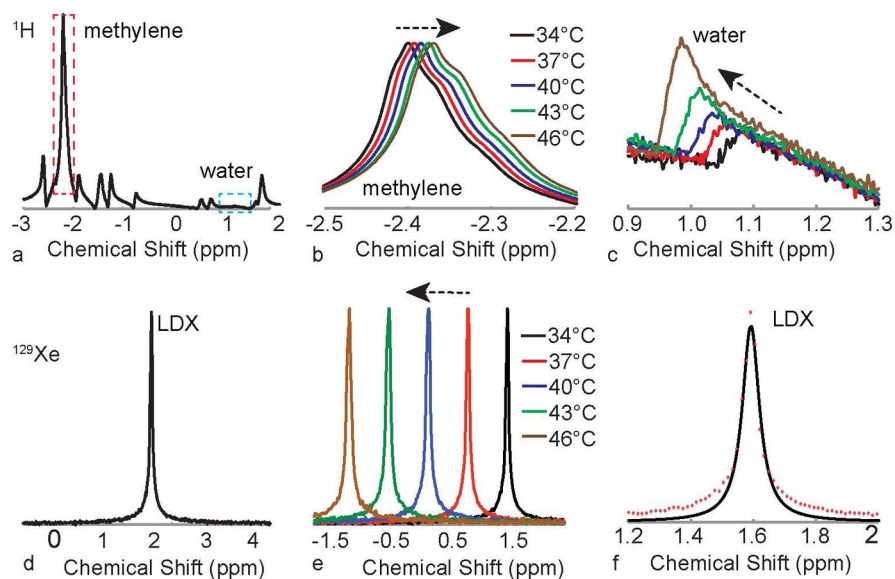 ¹H
methylene
water
-3 -2 -1 0 1 2
Chemical Shift (ppm)
a
34°C
37°C
40°C
43°C
46°C
methylene
-2.5 -2.4 -2.3 -2.2
Chemical Shift (ppm)
b
water
0.9 1.0 1.1 1.2 1.3
Chemical Shift (ppm)
c
¹²⁹Xe
LDX
0 1 2 3 4
Chemical Shift (ppm)
d
34°C
37°C
40°C
43°C
46°C
-1.5 -0.5 0.5 1.5
Chemical Shift (ppm)
e
LDX
1.2 1.4 1.6 1.8 2
Chemical Shift (ppm)
f